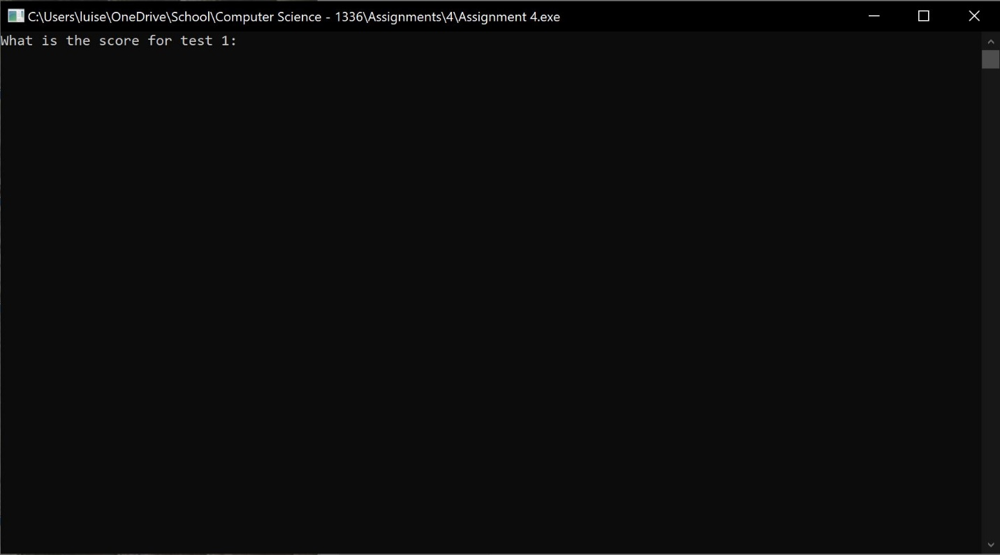 C:\Users\luise\OneDrive\School\Computer Science - 1336\Assignments\4\Assignment 4.exe
What is the score for test 1: